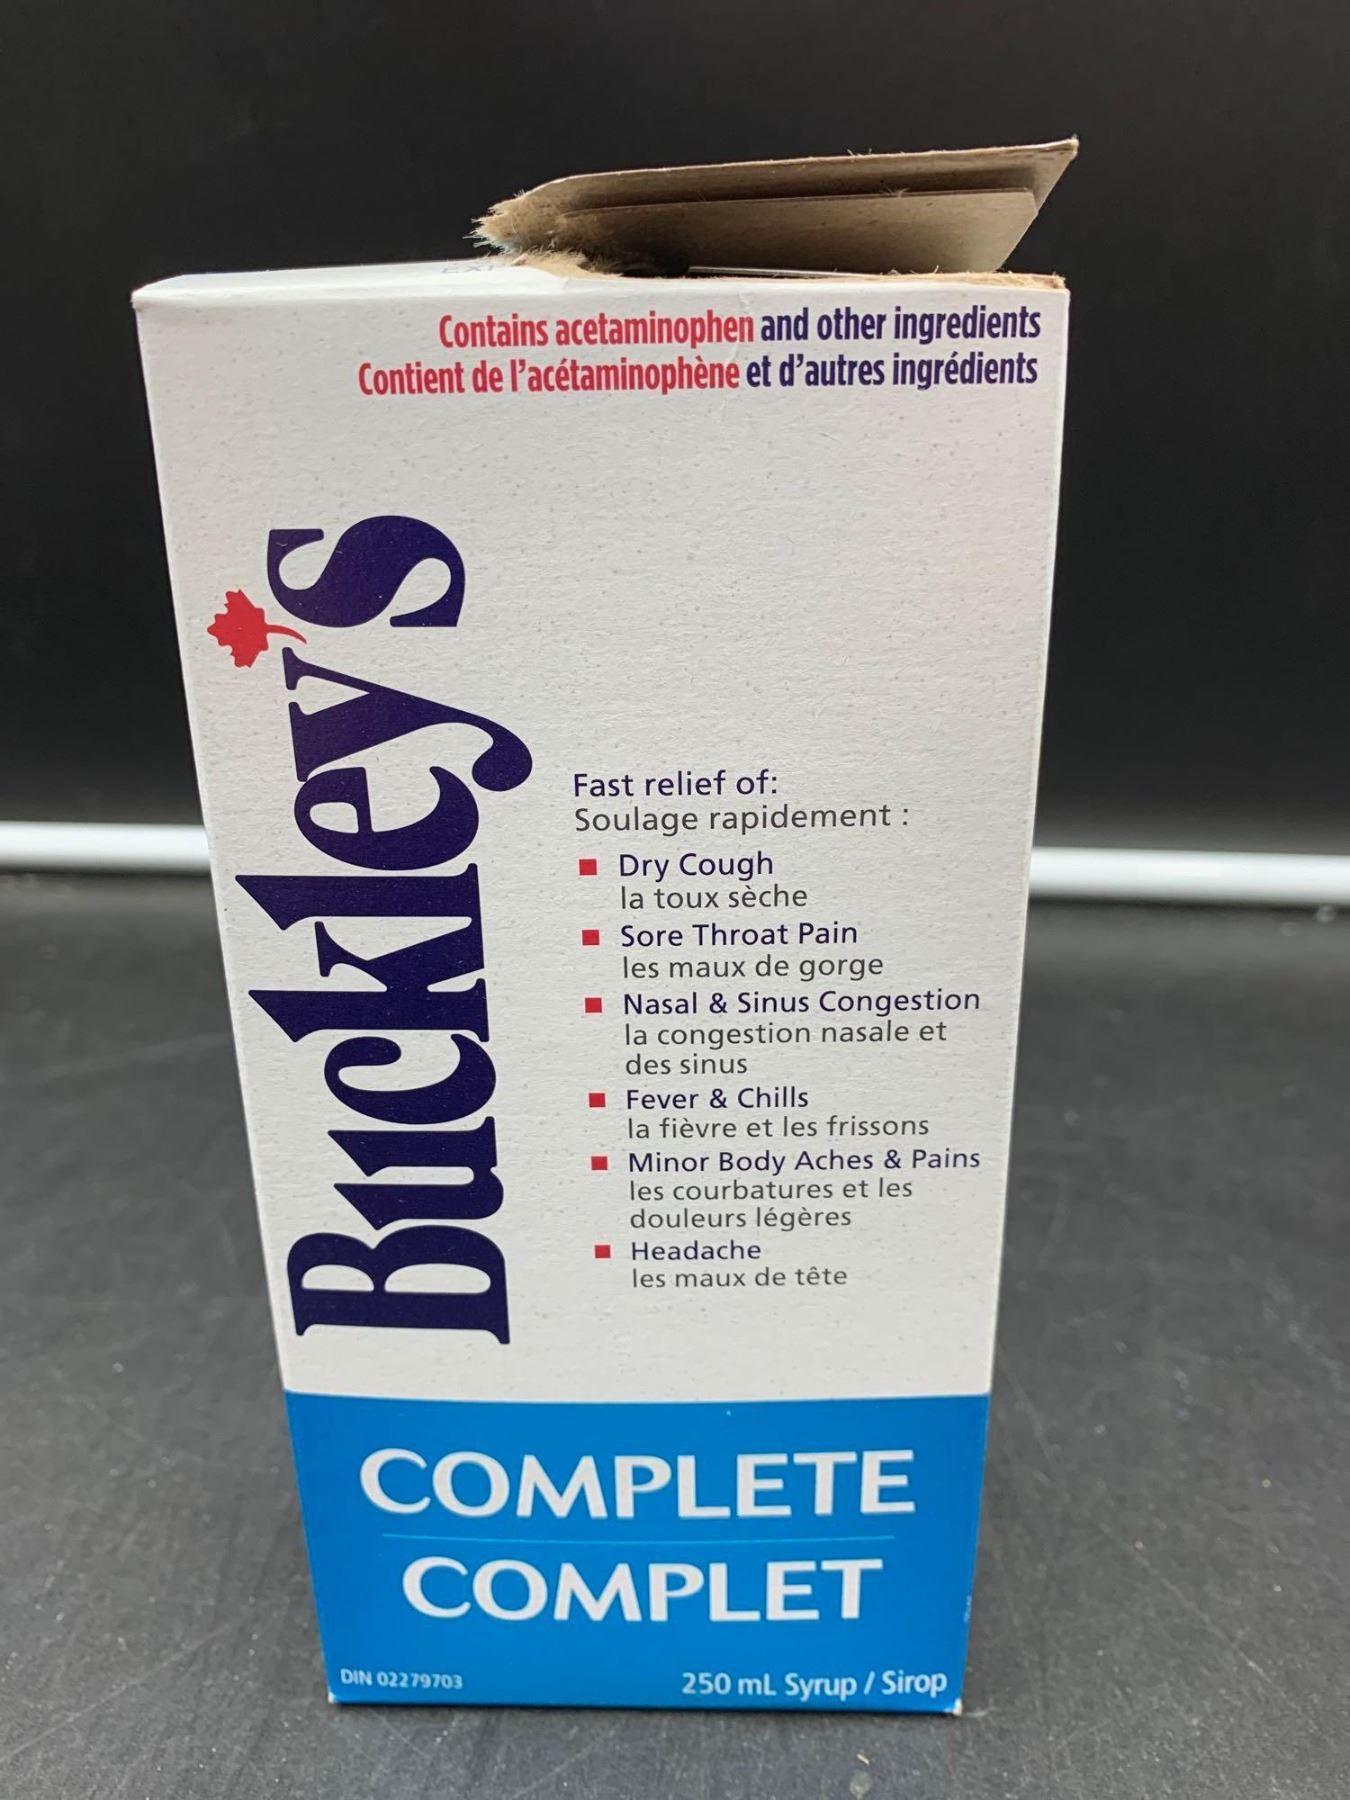 Contains acetaminophen and other ingredients
Contient de l'acétaminophène et d'autres ingrédients
Buckley's
Fast relief of:
Soulage rapidement :
■ Dry Cough
la toux sèche
■ Sore Throat Pain
les maux de gorge
■ Nasal & Sinus Congestion
la congestion nasale et
des sinus
■ Fever & Chills
la fièvre et les frissons
■ Minor Body Aches & Pains
les courbatures et les
douleurs légères
■ Headache
les maux de tête
COMPLETE
COMPLET
DIN 02279703
250 mL Syrup / Sirop